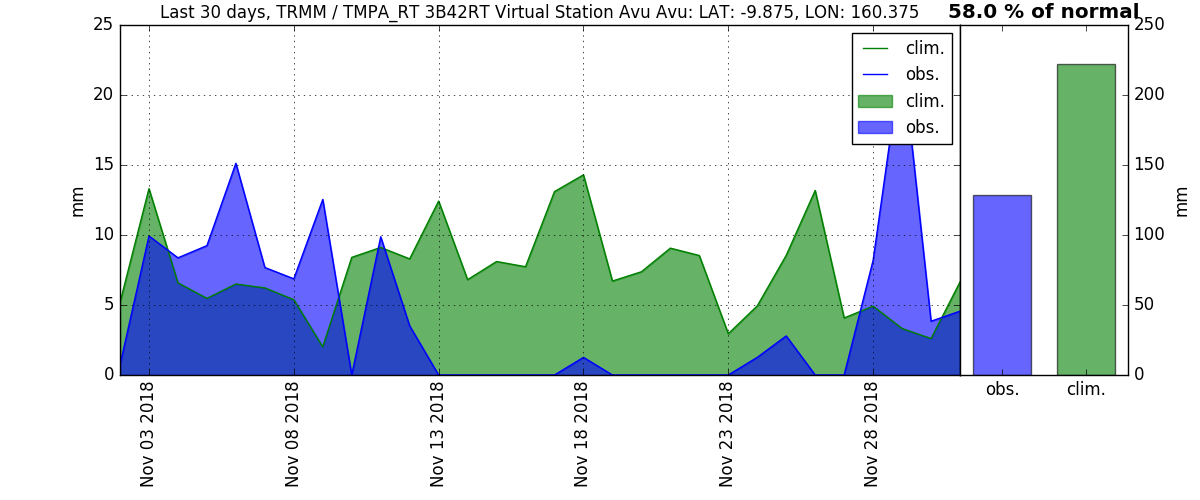 Last 30 days, TRMM / TMPA_RT 3B42RT Virtual Station Avu Avu: LAT: -9.875, LON: 160.375
58.0 % of normal
clim.
obs.
clim.
obs.
25
20
15
10
5
0
mm
Nov 03 2018
Nov 08 2018
Nov 13 2018
Nov 18 2018
Nov 23 2018
Nov 28 2018
250
200
150
100
50
0
mm
obs.
clim.